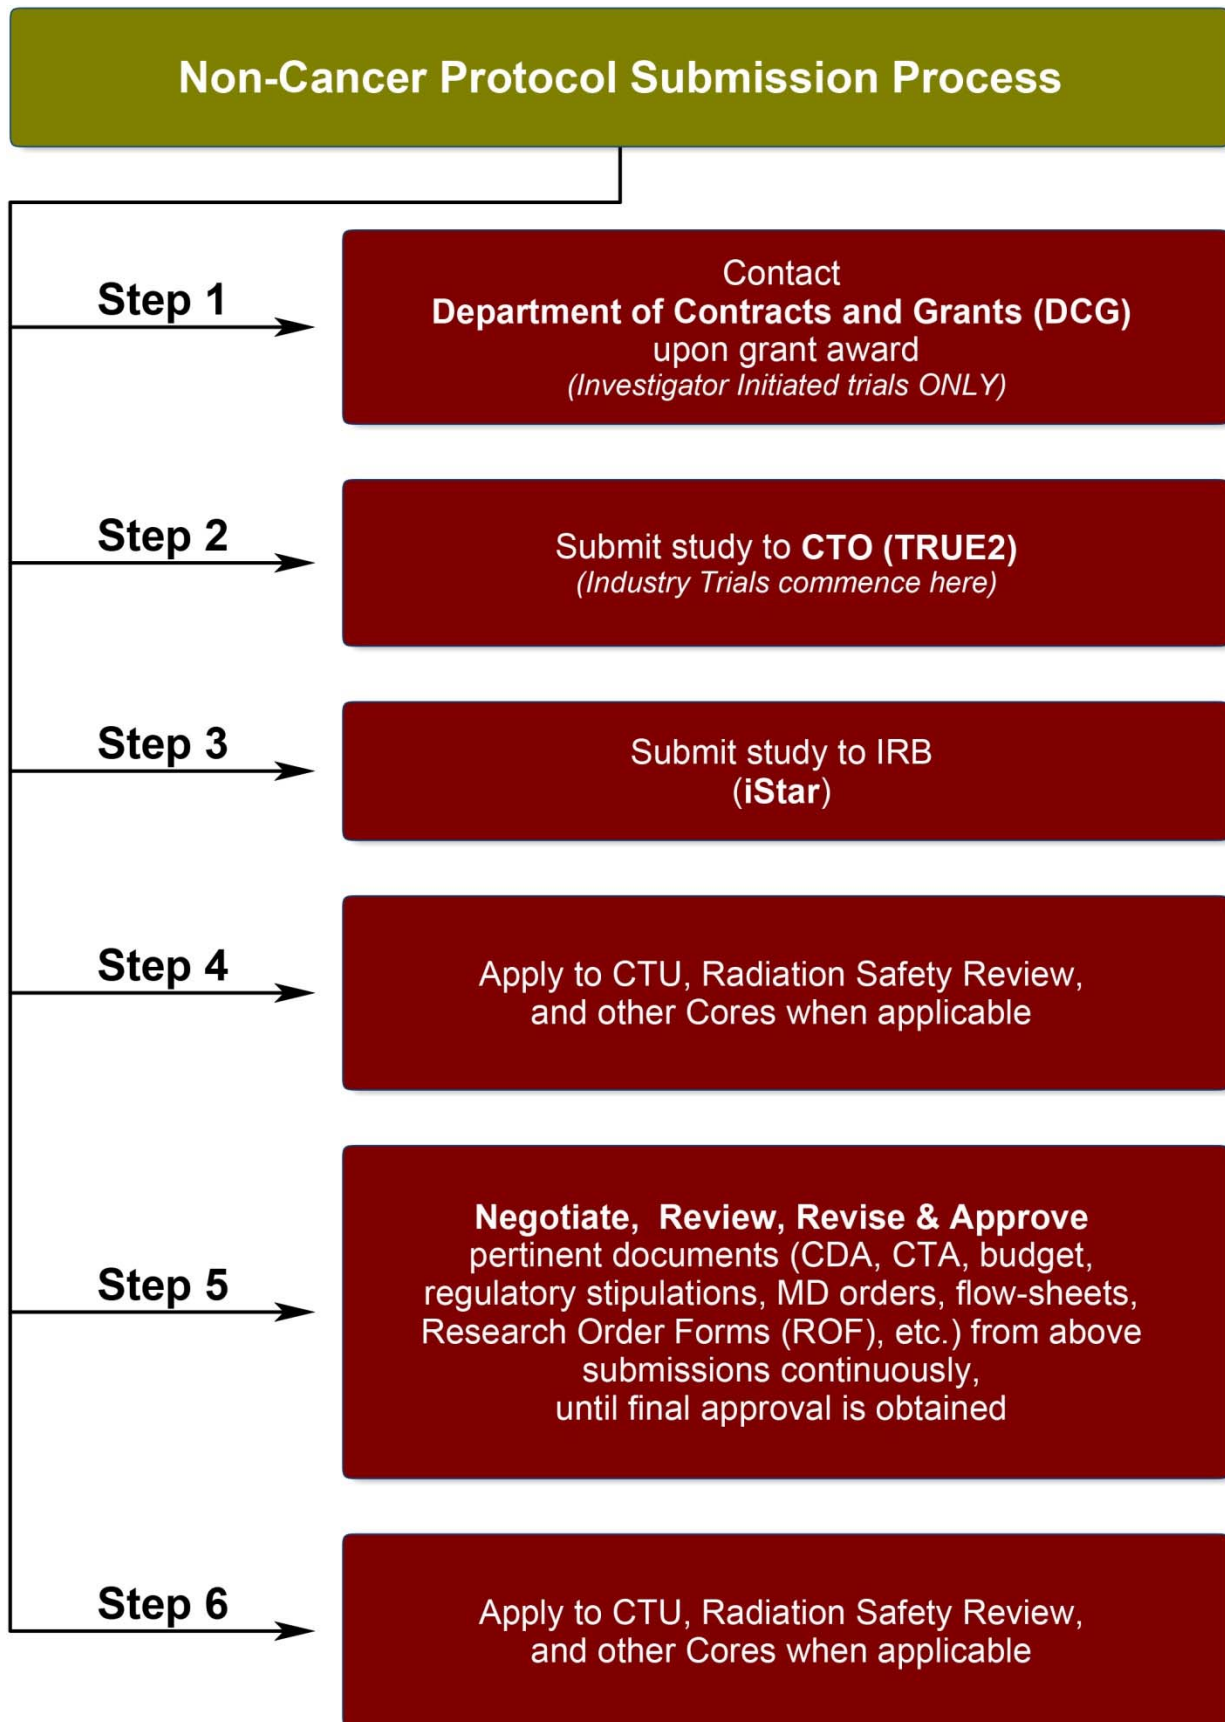 Non-Cancer Protocol Submission Process
Step 1
Contact
Department of Contracts and Grants (DCG)
upon grant award
(Investigator Initiated trials ONLY)
Step 2
Submit study to CTO (TRUE2)
(Industry Trials commence here)
Step 3
Submit study to IRB
(iStar)
Step 4
Apply to CTU, Radiation Safety Review,
and other Cores when applicable
Step 5
Negotiate, Review, Revise & Approve
pertinent documents (CDA, CTA, budget,
regulatory stipulations, MD orders, flow-sheets,
Research Order Forms (ROF), etc.) from above
submissions continuously,
until final approval is obtained
Step 6
Apply to CTU, Radiation Safety Review,
and other Cores when applicable